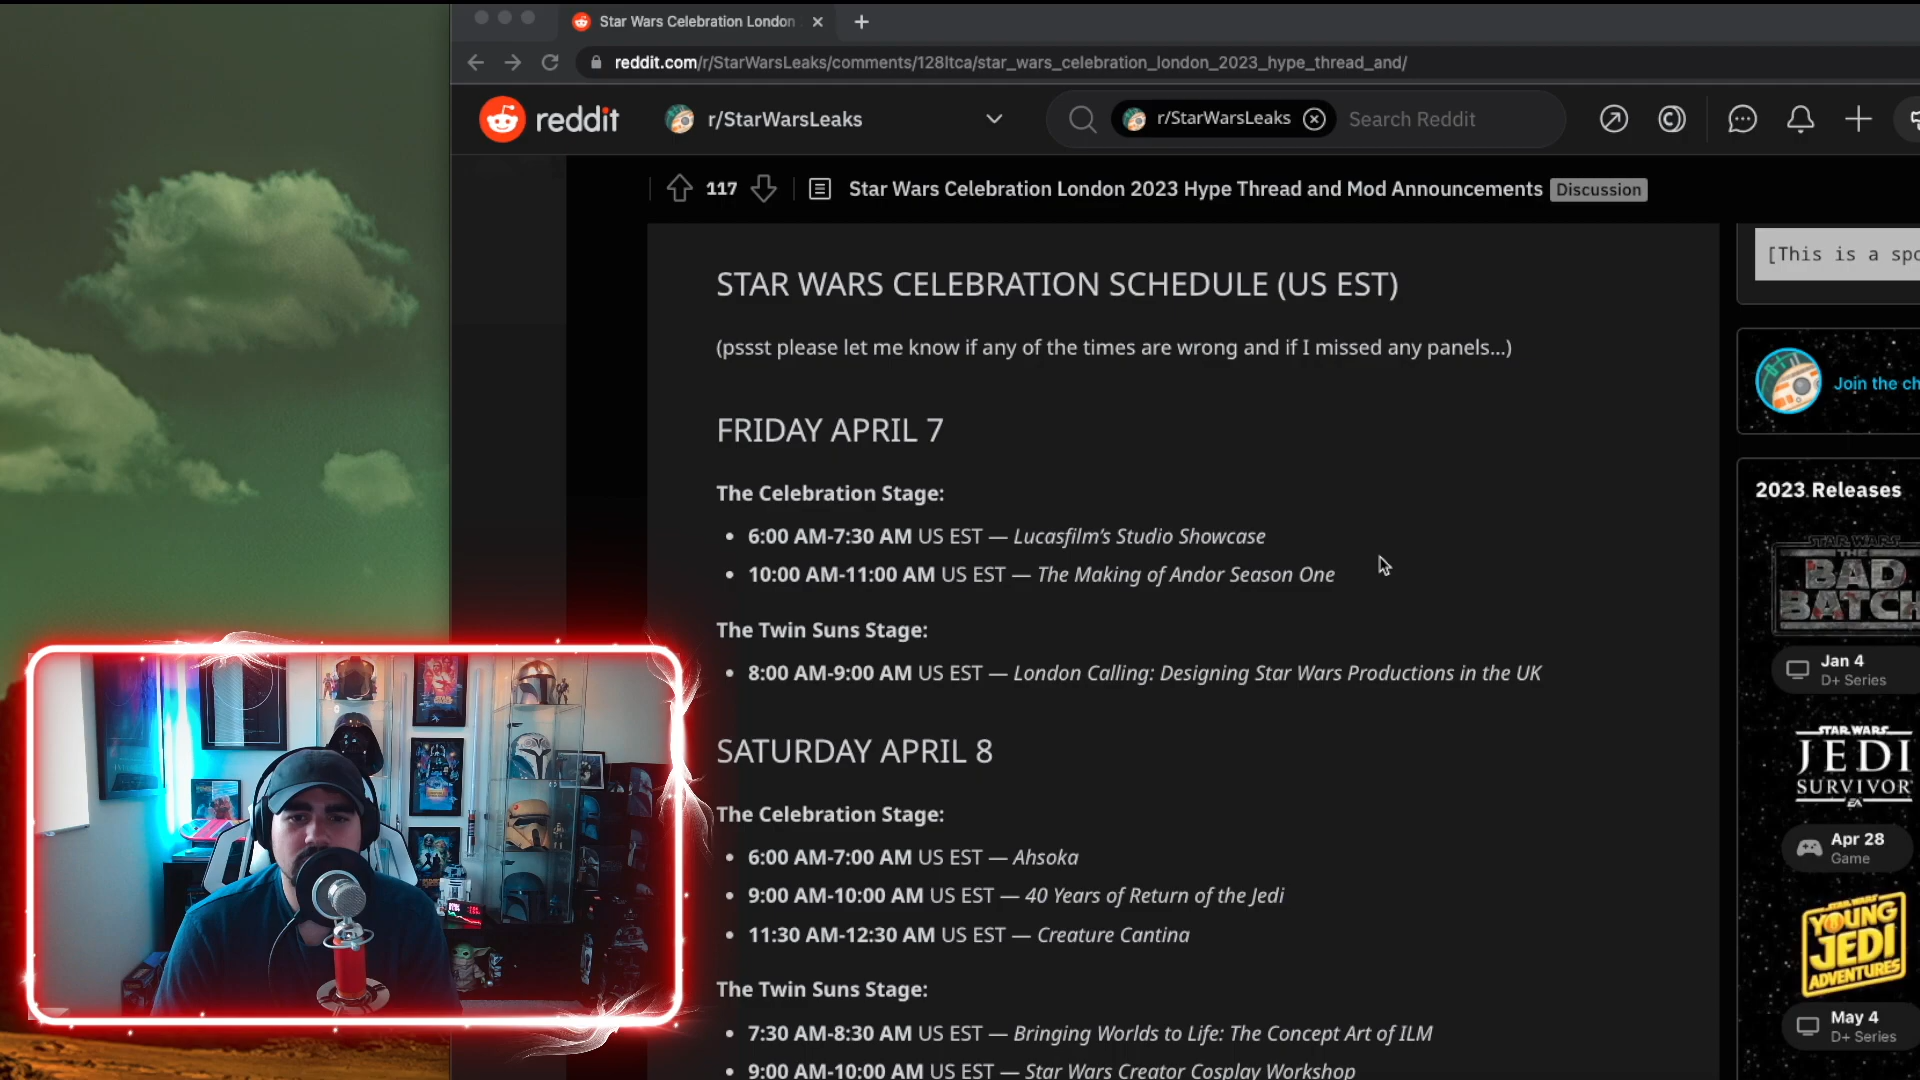 Star Wars Celebration London
reddit.com/r/StarWarsLeaks/comments/128ltca/star_wars_celebration_london_2023_hype_thread_and/
reddit
r/StarWarsLeaks
r/StarWarsLeaks
Search Reddit
117
Star Wars Celebration London 2023 Hype Thread and Mod Announcements
Discussion
STAR WARS CELEBRATION SCHEDULE (US EST)
(pssst please let me know if any of the times are wrong and if I missed any panels...)
FRIDAY APRIL 7
The Celebration Stage:
• 6:00 AM-7:30 AM US EST — Lucasfilm's Studio Showcase
• 10:00 AM-11:00 AM US EST — The Making of Andor Season One
The Twin Suns Stage:
• 8:00 AM-9:00 AM US EST — London Calling: Designing Star Wars Productions in the UK
SATURDAY APRIL 8
The Celebration Stage:
• 6:00 AM-7:00 AM US EST — Ahsoka
• 9:00 AM-10:00 AM US EST — 40 Years of Return of the Jedi
• 11:30 AM-12:30 AM US EST — Creature Cantina
The Twin Suns Stage:
• 7:30 AM-8:30 AM US EST — Bringing Worlds to Life: The Concept Art of ILM
• 9:00 AM-10:00 AM US EST — Star Wars Creator Cosplay Workshop
[This is a spo
Join the ch
2023 Releases
STAR WARS
THE
BAD
BATCH
Jan 4
D+ Series
STAR WARS
JEDI
SURVIVOR
EA
Apr 28
Game
STAR WARS
YOUNG
JEDI
ADVENTURES
May 4
D+ Series